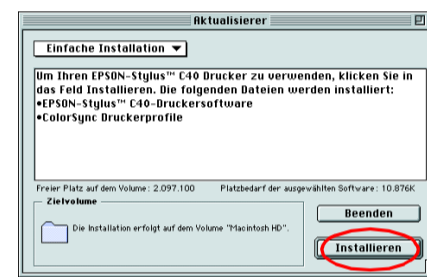 Aktualisierer
Einfache Installation
Um Ihren EPSON-Stylus™ C40 Drucker zu verwenden, klicken Sie in
das Feld Installieren. Die folgenden Dateien werden installiert:
•EPSON-Stylus™ C40-Druckersoftware
•ColorSync Druckerprofile
Freier Platz auf dem Volume: 2.097.100 Platzbedarf der ausgewählten Software: 10.876K
Zielvolume
Die Installation erfolgt auf dem Volume "Macintosh HD".
Beenden
Installieren